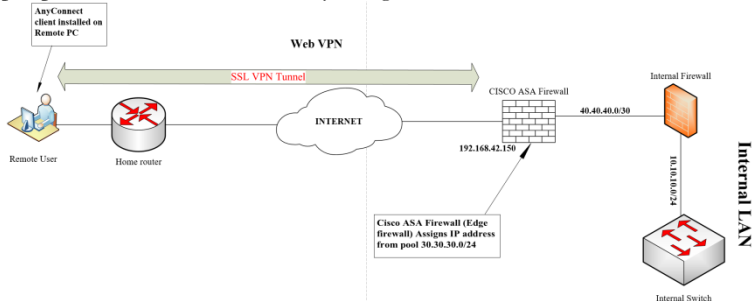 AnyConnect
client installed on
Remote PC
Web VPN
SSL VPN Tunnel
CISCO ASA Firewall
Internal Firewall
40.40.40.0/30
INTERNET
192.168.42.150
Remote User
Home router
10.10.10.0/24
Internal LAN
Cisco ASA Firewall (Edge
firewall) Assigns IP address
from pool 30.30.30.0/24
Internal Switch